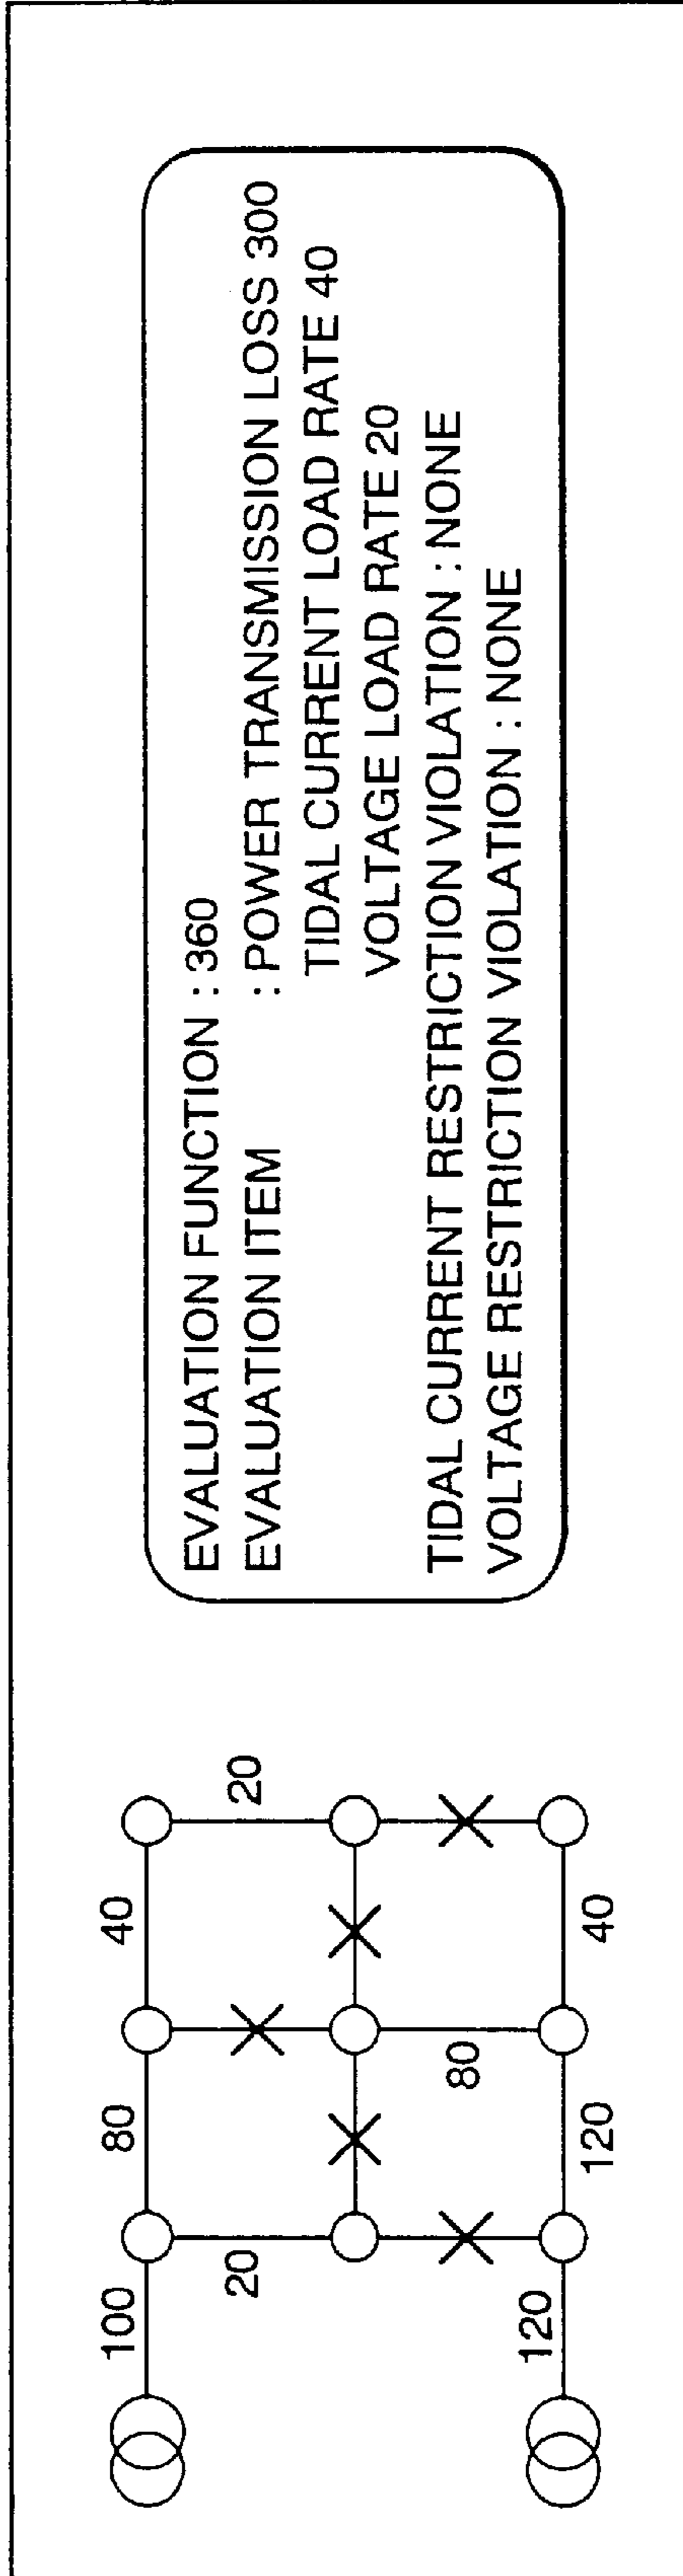 100
80
40
20
20
80
120
120
40
EVALUATION FUNCTION : 360
EVALUATION ITEM : POWER TRANSMISSION LOSS 300
TIDAL CURRENT LOAD RATE 40
VOLTAGE LOAD RATE 20
TIDAL CURRENT RESTRICTION VIOLATION : NONE
VOLTAGE RESTRICTION VIOLATION : NONE